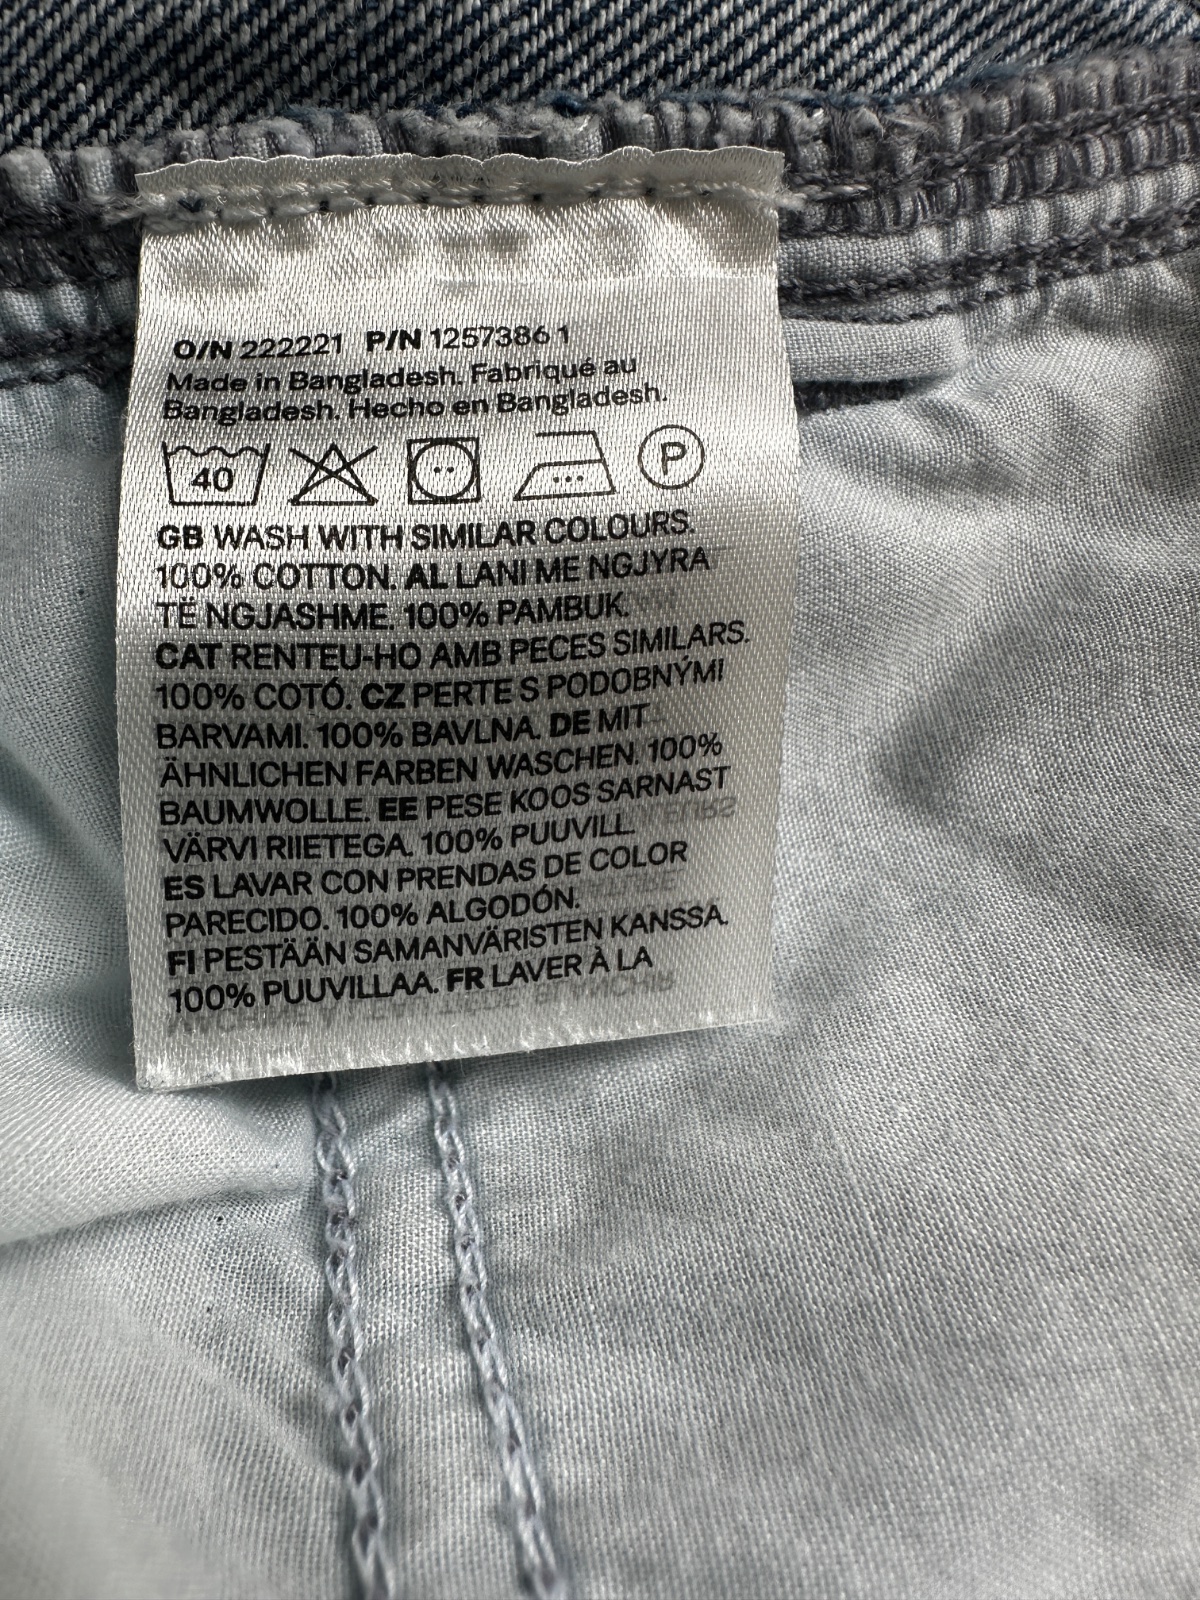 O/N 222221 P/N 1257386 1
Made in Bangladesh. Fabriqué au
Bangladesh. Hecho en Bangladesh.
40 P
GB WASH WITH SIMILAR COLOURS.
100% COTTON. AL LANI ME NGJYRA
TË NGJASHME. 100% PAMBUK.
CAT RENTEU-HO AMB PECES SIMILARS.
100% COTÓ. CZ PERTE S PODOBNÝMI
BARVAMI. 100% BAVLNA. DE MIT
ÄHNLICHEN FARBEN WASCHEN. 100%
BAUMWOLLE. EE PESE KOOS SARNAST
VÄRVI RIIETEGA. 100% PUUVILL.
ES LAVAR CON PRENDAS DE COLOR
PARECIDO. 100% ALGODÓN.
FI PESTÄÄN SAMANVÄRISTEN KANSSA.
100% PUUVILLAA. FR LAVER À LA